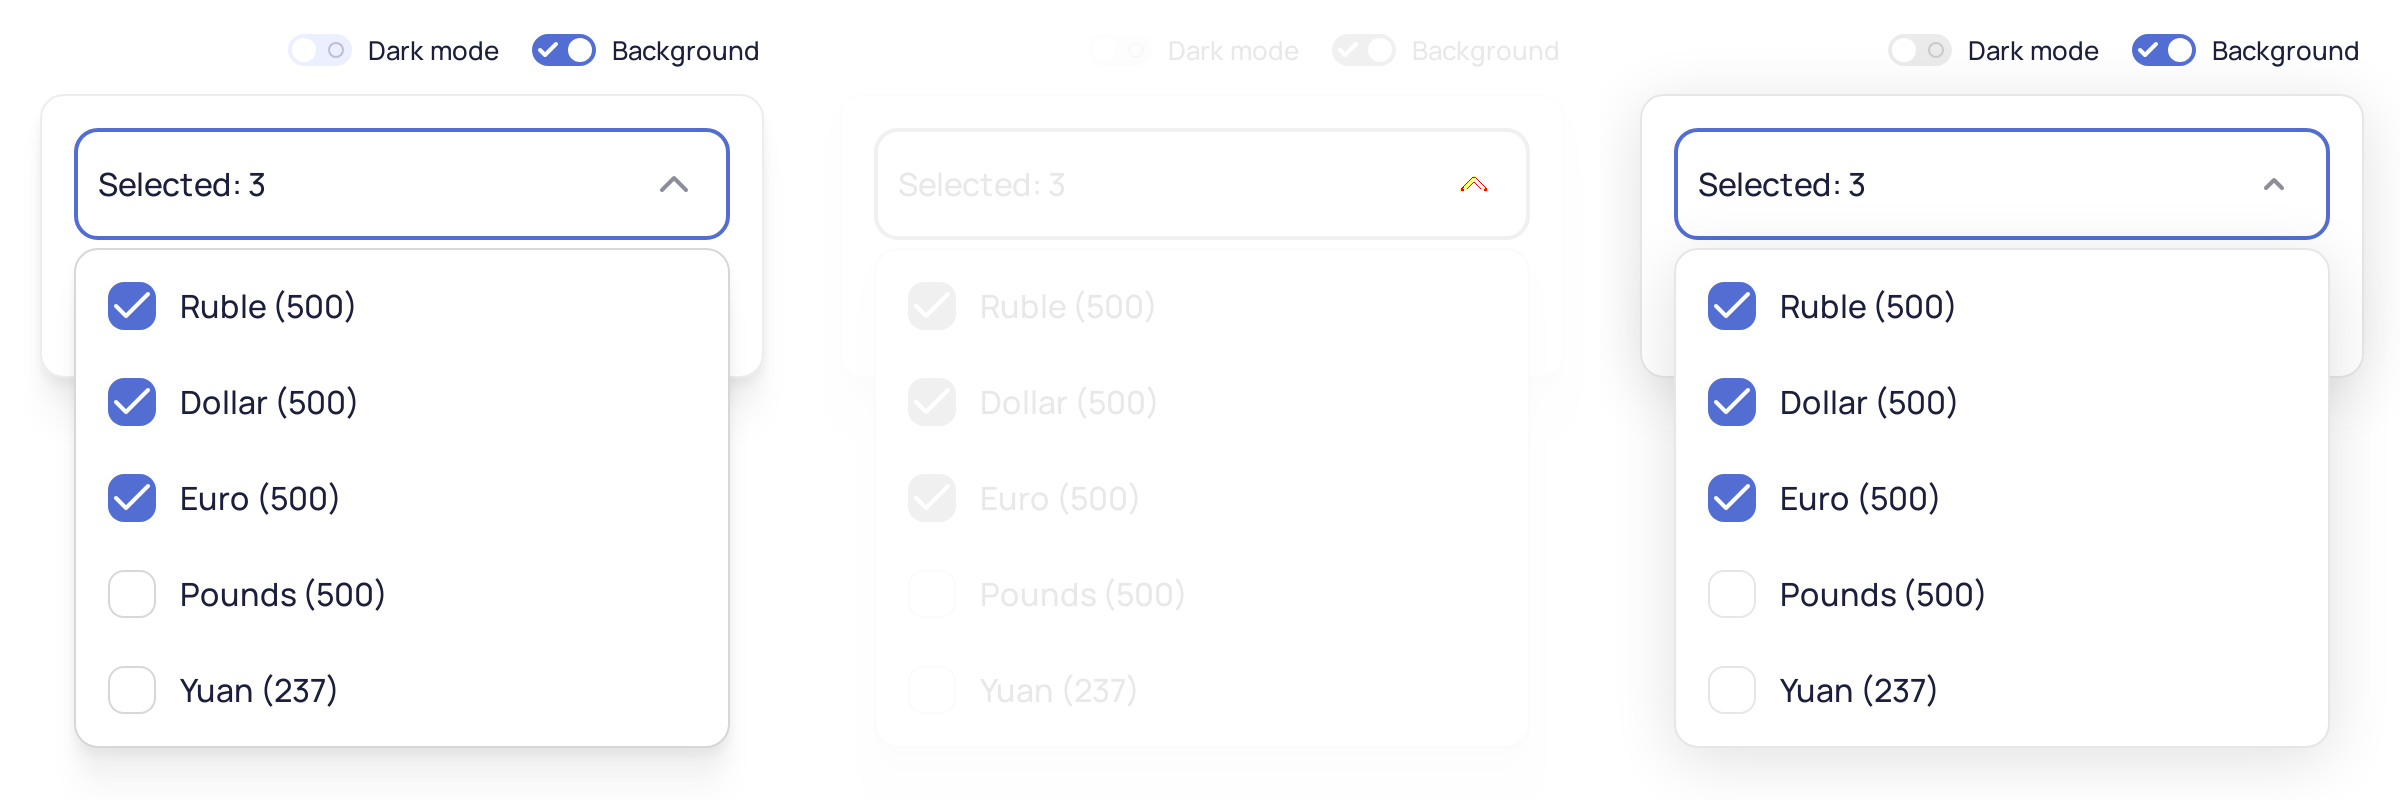 Dark mode Background
Selected: 3
Ruble (500)
Dollar (500)
Euro (500)
Pounds (500)
Yuan (237)
Dark mode Background
Selected: 3
Ruble (500)
Dollar (500)
Euro (500)
Pounds (500)
Yuan (237)
Dark mode Background
Selected: 3
Ruble (500)
Dollar (500)
Euro (500)
Pounds (500)
Yuan (237)